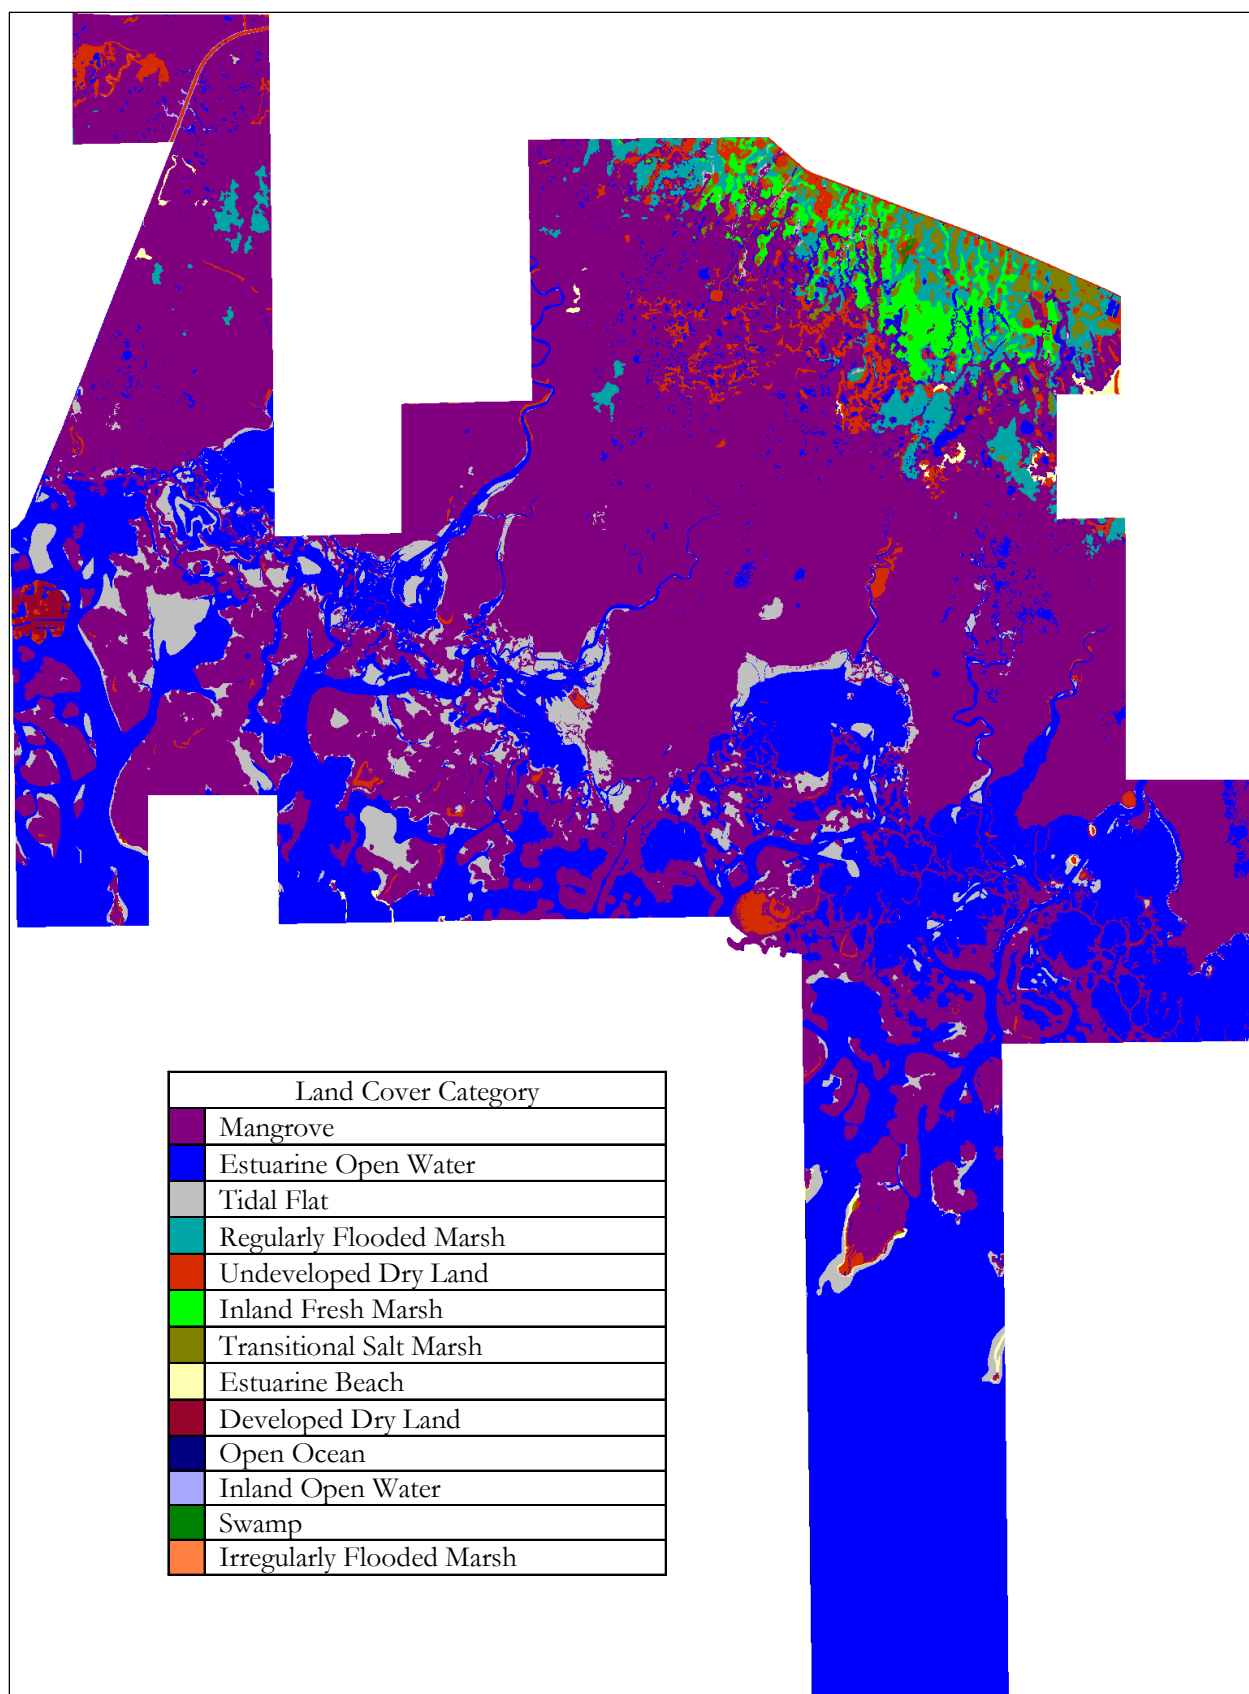 Land Cover Category
Mangrove
Estuarine Open Water
Tidal Flat
Regularly Flooded Marsh
Undeveloped Dry Land
Inland Fresh Marsh
Transitional Salt Marsh
Estuarine Beach
Developed Dry Land
Open Ocean
Inland Open Water
Swamp
Irregularly Flooded Marsh